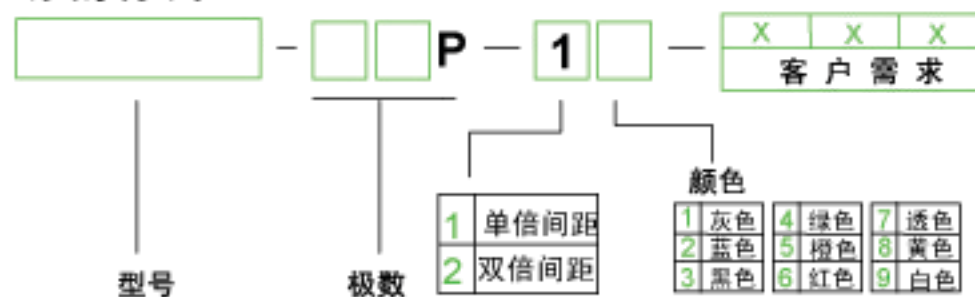 - P - 1 - X X X
客户需求
颜色
1 单倍间距
2 双倍间距
1 灰色 4 绿色 7 透色
2 蓝色 5 橙色 8 黄色
3 黑色 6 红色 9 白色
型号 极数